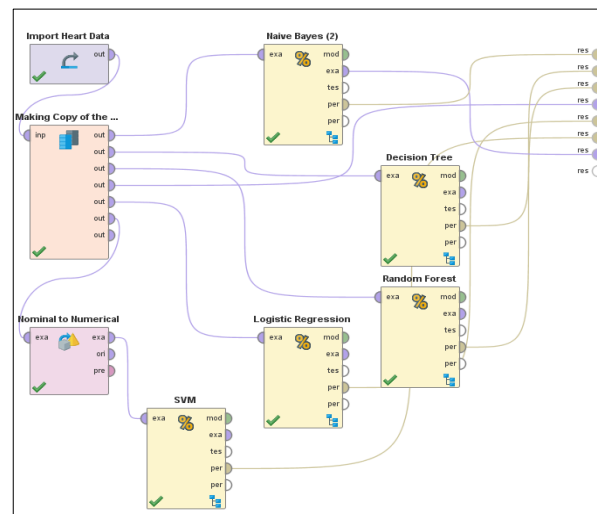 Import Heart Data
out
Making Copy of the ...
inp
out
out
out
out
out
out
out
Nominal to Numerical
exa
exa
ori
pre
SVM
exa
mod
exa
tes
per
per
Naive Bayes (2)
exa
mod
exa
tes
per
per
Decision Tree
exa
mod
exa
tes
per
per
Random Forest
exa
mod
exa
tes
per
per
Logistic Regression
exa
mod
exa
tes
per
per
res
res
res
res
res
res
res
res